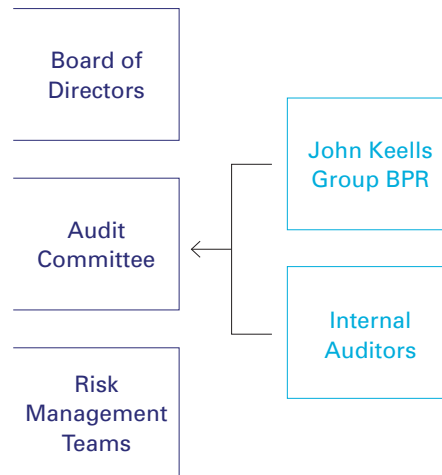 Board of
Directors
John Keells
Group BPR
Audit
Committee
Internal
Auditors
Risk
Management
Teams